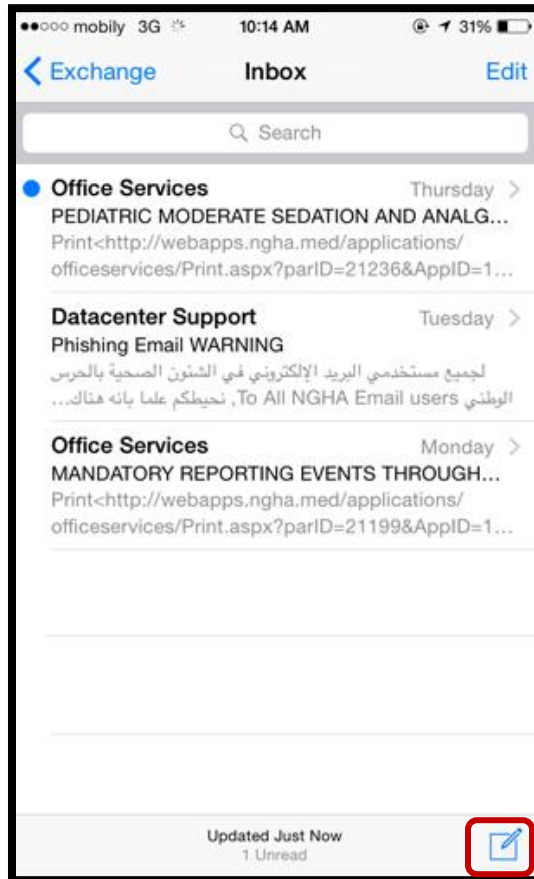 mobily 3G 10:14 AM 31%
Exchange Inbox Edit
Search
Office Services Thursday
PEDIATRIC MODERATE SEDATION AND ANALG...
Print<http://webapps.ngha.med/applications/
officeservices/Print.aspx?parID=21236&AppID=1...
Datacenter Support Tuesday
Phishing Email WARNING
لجميع مستخدمي البريد الإلكتروني في الشئون الصحية بالحرس
الوطني To All NGHA Email users, نحيطكم علما بانه هناك...
Office Services Monday
MANDATORY REPORTING EVENTS THROUGH...
Print<http://webapps.ngha.med/applications/
officeservices/Print.aspx?parID=21199&AppID=1...
Updated Just Now
1 Unread